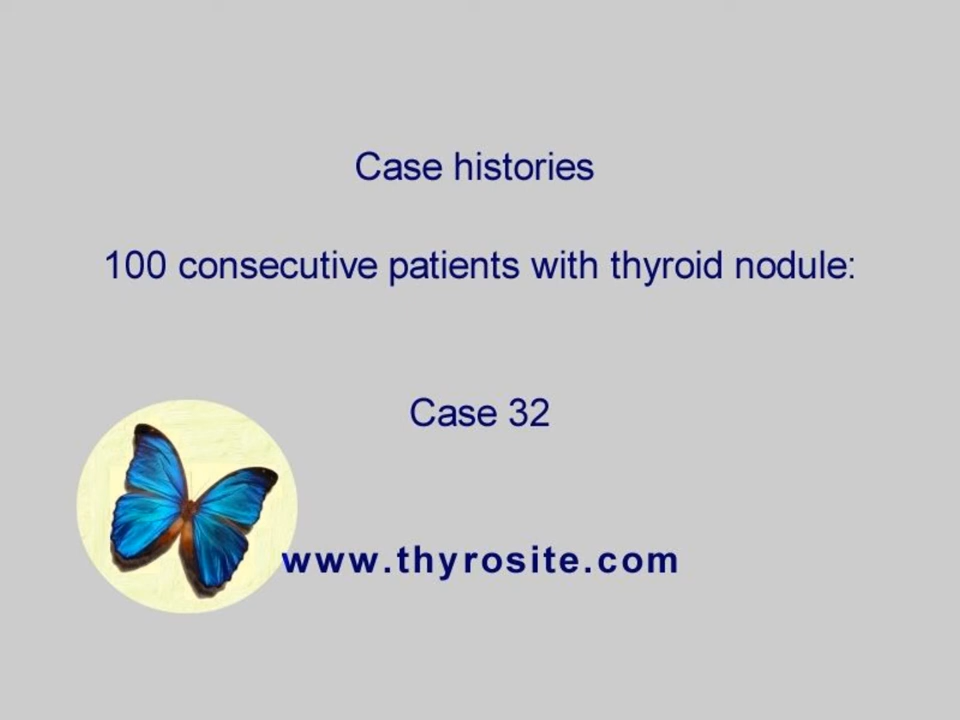 Case histories
100 consecutive patients with thyroid nodule:
Case 32
www.thyrosite.com